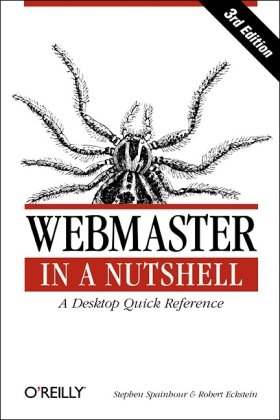 3rd Edition
WEBMASTER
IN A NUTSHELL
A Desktop Quick Reference
O'REILLY
Stephen Spainhour & Robert Eckstein